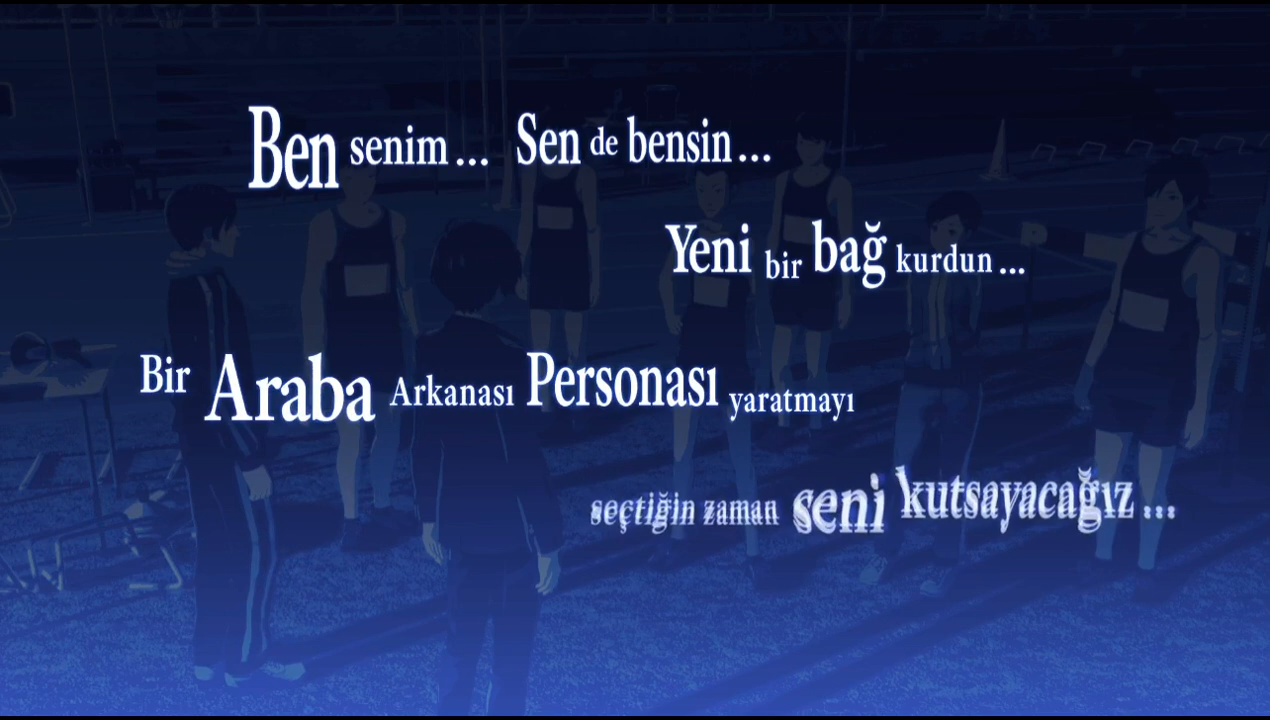 Ben senim... Sen de bensin...
Yeni bir bağ kurdun...
Bir Araba Arkanası Personası yaratmayı
seçtiğin zaman seni kutsayacağız...